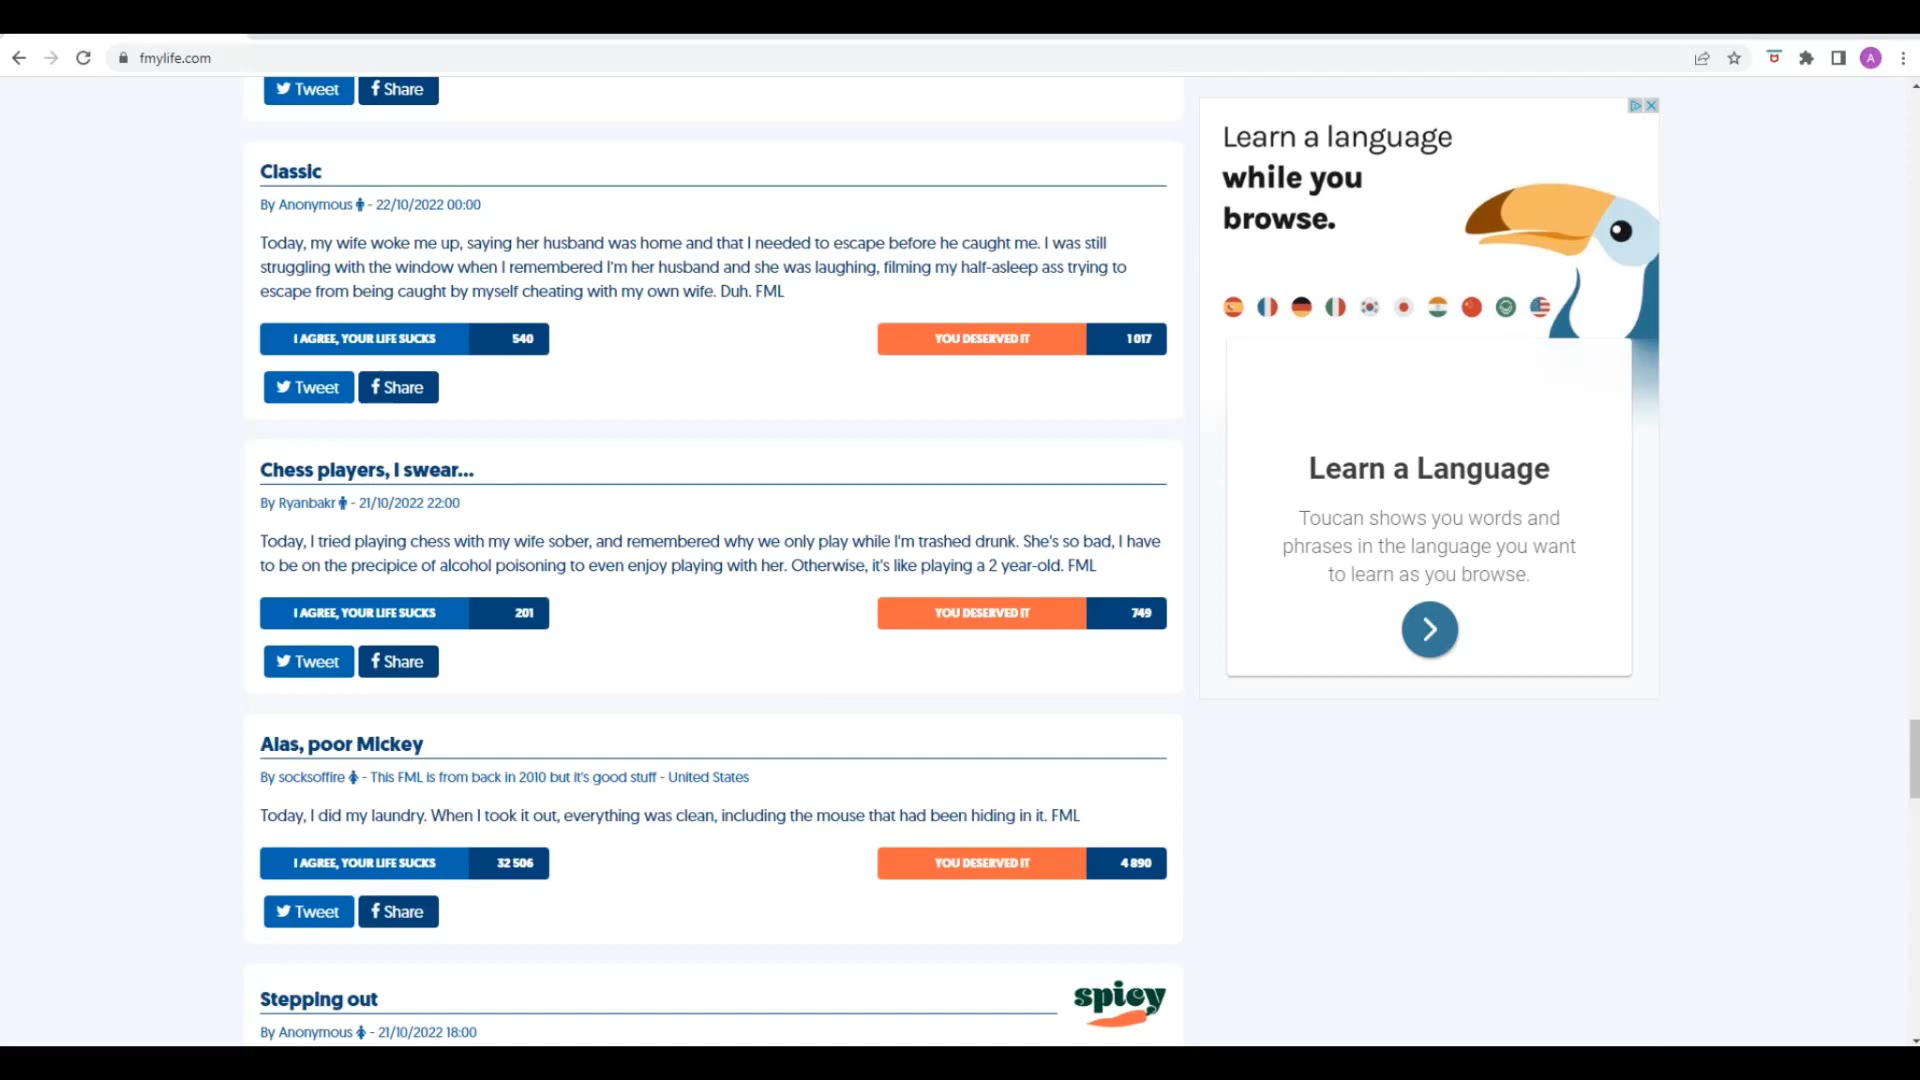 fmylife.com
A
Tweet
Share
Classic
By Anonymous - 22/10/2022 00:00
Today, my wife woke me up, saying her husband was home and that I needed to escape before he caught me. I was still
struggling with the window when I remembered I'm her husband and she was laughing, filming my half-asleep ass trying to
escape from being caught by myself cheating with my own wife. Duh. FML
I AGREE, YOUR LIFE SUCKS 540
YOU DESERVED IT 1 017
Tweet
Share
Chess players, I swear...
By Ryanbakr - 21/10/2022 22:00
Today, I tried playing chess with my wife sober, and remembered why we only play while I'm trashed drunk. She's so bad, I have
to be on the precipice of alcohol poisoning to even enjoy playing with her. Otherwise, it's like playing a 2 year-old. FML
I AGREE, YOUR LIFE SUCKS 201
YOU DESERVED IT 749
Tweet
Share
Alas, poor Mickey
By socksoffire - This FML is from back in 2010 but it's good stuff - United States
Today, I did my laundry. When I took it out, everything was clean, including the mouse that had been hiding in it. FML
I AGREE, YOUR LIFE SUCKS 32 506
YOU DESERVED IT 4 890
Tweet
Share
Stepping out
spicy
By Anonymous - 21/10/2022 18:00
Learn a language
while you
browse.
Learn a Language
Toucan shows you words and
phrases in the language you want
to learn as you browse.